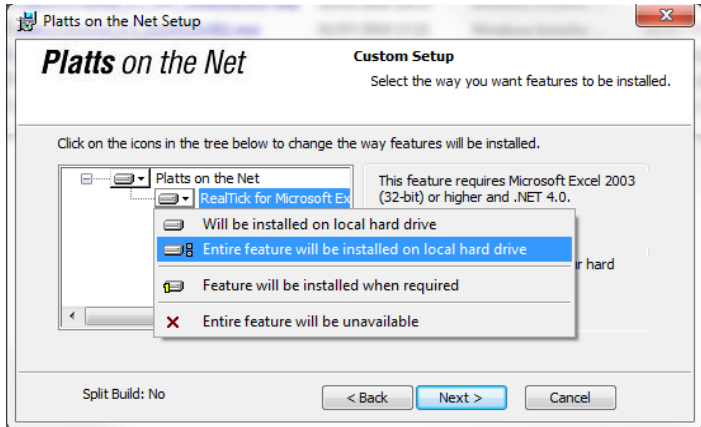 Platts on the Net Setup
Platts on the Net
Custom Setup
Select the way you want features to be installed.
Click on the icons in the tree below to change the way features will be installed.
Platts on the Net
RealTick for Microsoft Ex
This feature requires Microsoft Excel 2003
(32-bit) or higher and .NET 4.0.
Will be installed on local hard drive
Entire feature will be installed on local hard drive
hard
Feature will be installed when required
Entire feature will be unavailable
Split Build: No
< Back
Next >
Cancel